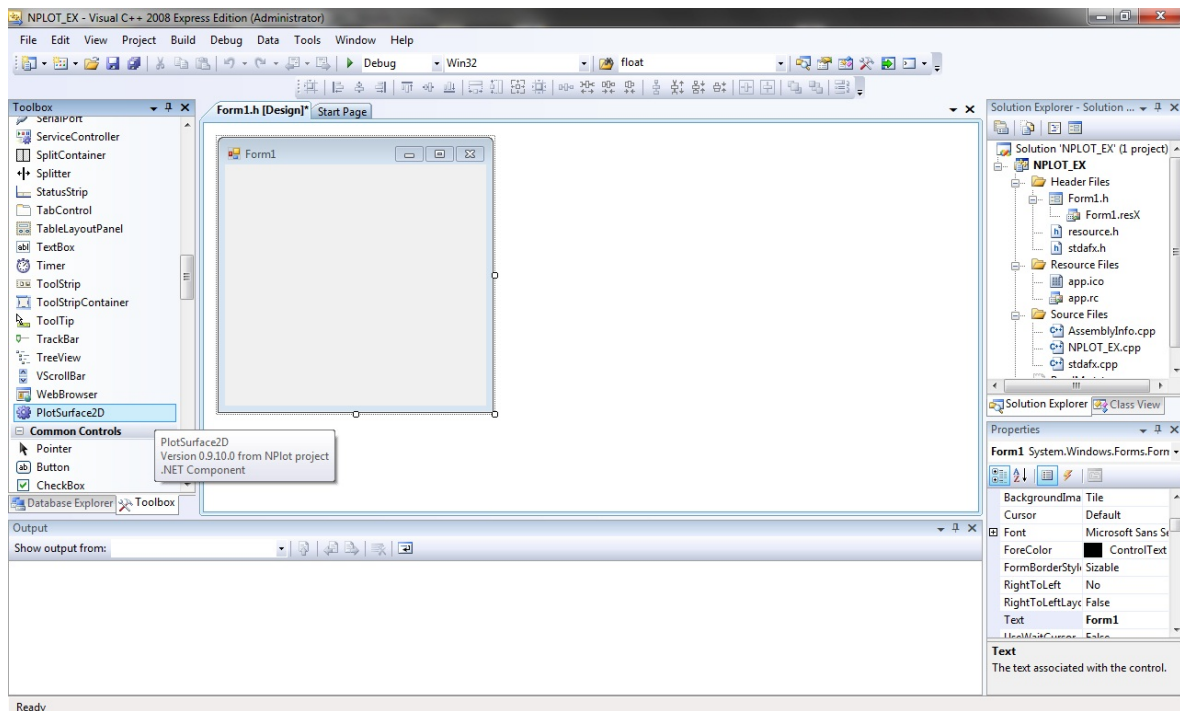 NPLOT_EX - Visual C++ 2008 Express Edition (Administrator)
File Edit View Project Build Debug Data Tools Window Help
Debug Win32 float
Toolbox
SerialPort
ServiceController
SplitContainer
Splitter
StatusStrip
TabControl
TableLayoutPanel
TextBox
Timer
ToolStrip
ToolStripContainer
ToolTip
TrackBar
TreeView
VScrollBar
WebBrowser
PlotSurface2D
Common Controls
Pointer
Button
CheckBox
Database Explorer Toolbox
Form1.h [Design]* Start Page
Form1
PlotSurface2D
Version 0.9.10.0 from NPlot project
.NET Component
Solution Explorer - Solution ...
Solution 'NPLOT_EX' (1 project)
NPLOT_EX
Header Files
Form1.h
Form1.resX
resource.h
stdafx.h
Resource Files
app.ico
app.rc
Source Files
AssemblyInfo.cpp
NPLOT_EX.cpp
stdafx.cpp
Solution Explorer Class View
Properties
Form1 System.Windows.Forms.Form
BackgroundIma Tile
Cursor Default
Font Microsoft Sans Se
ForeColor ControlText
FormBorderStyl Sizable
RightToLeft No
RightToLeftLayc False
Text Form1
UseWaitCursor False
Text
The text associated with the control.
Output
Show output from:
Ready